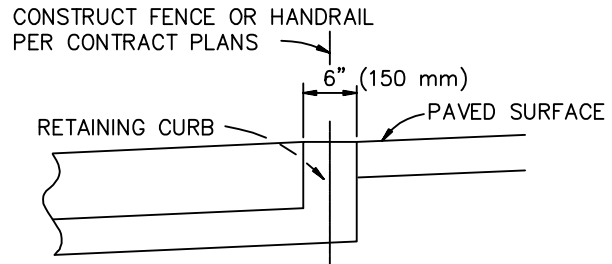 CONSTRUCT FENCE OR HANDRAIL
PER CONTRACT PLANS
6" (150 mm)
PAVED SURFACE
RETAINING CURB